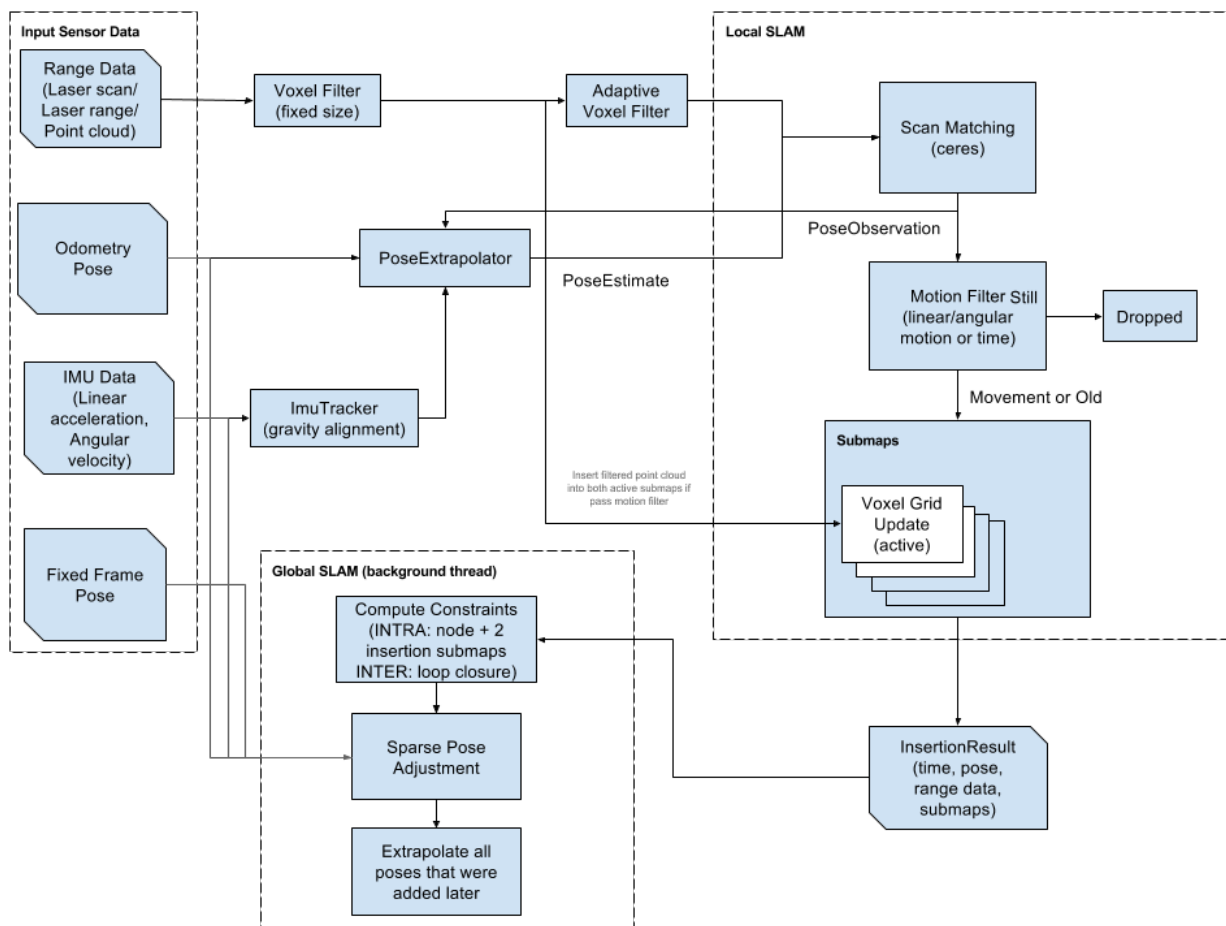 Input Sensor Data
Range Data
(Laser scan/
Laser range/
Point cloud)
Voxel Filter
(fixed size)
Adaptive
Voxel Filter
Local SLAM
Scan Matching
(ceres)
PoseObservation
Odometry
Pose
PoseExtrapolator
PoseEstimate
Motion Filter
(linear/angular
motion or time)
Still
Dropped
Movement or Old
IMU Data
(Linear
acceleration,
Angular
velocity)
ImuTracker
(gravity alignment)
Insert filtered point cloud
into both active submaps if
pass motion filter
Submaps
Voxel Grid
Update
(active)
Fixed Frame
Pose
Global SLAM (background thread)
Compute Constraints
(INTRA: node + 2
insertion submaps
INTER: loop closure)
Sparse Pose
Adjustment
Extrapolate all
poses that were
added later
InsertionResult
(time, pose,
range data,
submaps)